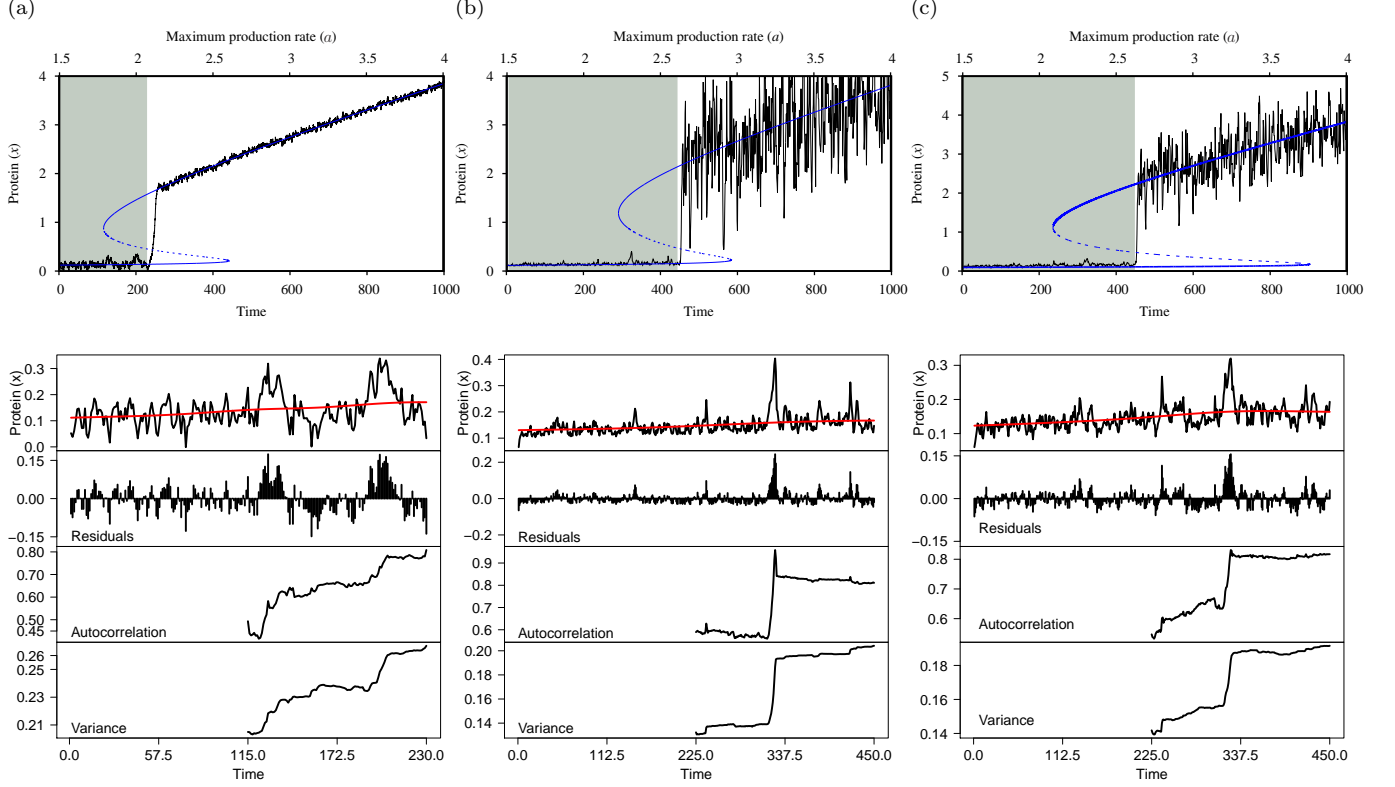 (a)
(b)
(c)
Maximum production rate (a)
Maximum production rate (a)
Maximum production rate (a)
1.5 2 2.5 3 3.5 4
1.5 2 2.5 3 3.5 4
1.5 2 2.5 3 3.5 4
Protein (x)
4
3
2
1
0
0 200 400 600 800 1000
Time
Protein (x)
4
3
2
1
0
0 200 400 600 800 1000
Time
Protein (x)
5
4
3
2
1
0
0 200 400 600 800 1000
Time
Protein (x)
0.3
0.2
0.1
0.0
0.15
0.00
−0.15
Residuals
0.80
0.70
0.60
0.50
0.45
Autocorrelation
0.26
0.25
0.23
0.21
Variance
0.0 57.5 115.0 172.5 230.0
Time
Protein (x)
0.4
0.3
0.2
0.1
0.2
0.0
−0.2
Residuals
0.9
0.8
0.7
0.6
Autocorrelation
0.20
0.18
0.16
0.14
Variance
0.0 112.5 225.0 337.5 450.0
Time
Protein (x)
0.3
0.2
0.1
0.15
0.00
−0.15
Residuals
0.8
0.6
Autocorrelation
0.18
0.16
0.14
Variance
0.0 112.5 225.0 337.5 450.0
Time